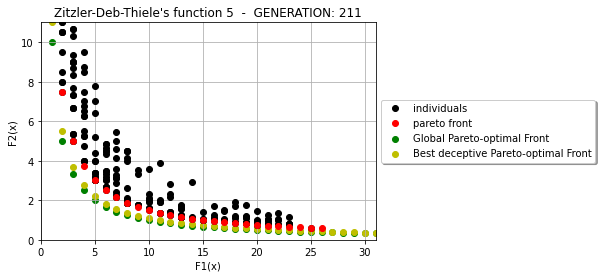 Zitzler-Deb-Thiele's function 5 - GENERATION: 211
10
8
6
4
2
0
F2(x)
0 5 10 15 20 25 30
F1(x)
individuals
pareto front
Global Pareto-optimal Front
Best deceptive Pareto-optimal Front